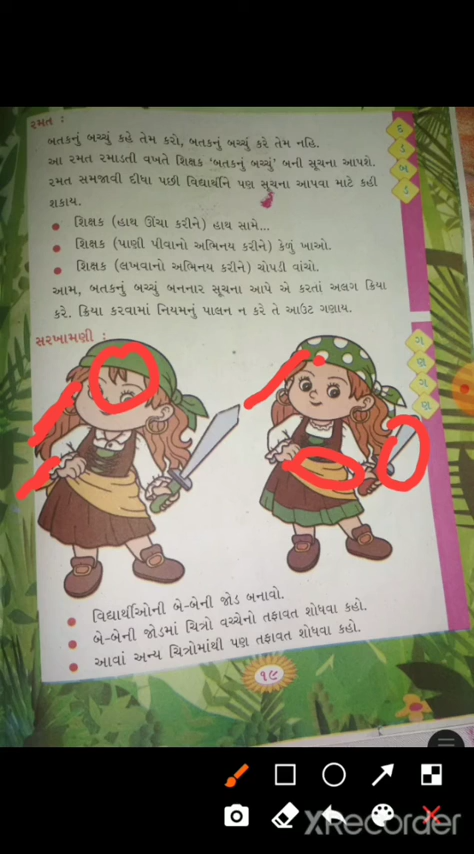 રમત :
બતકનું બચ્ચું કહે તેમ કરો, બતકનું બચ્ચું કરે તેમ નહિ.
આ રમત રમાડતી વખતે શિક્ષક ‘બતકનું બચ્ચું’ બની સૂચના આપશે.
રમત સમજાવી દીધા પછી વિદ્યાર્થીને પણ સૂચના આપવા માટે કહી
શકાય.
શિક્ષક (હાથ ઊંચા કરીને) હાથ સામે...
શિક્ષક (પાણી પીવાનો અભિનય કરીને) કેળું ખાઓ.
શિક્ષક (લખવાનો અભિનય કરીને) ચોપડી વાંચો.
આમ, બતકનું બચ્ચું બનનાર સૂચના આપે એ કરતાં અલગ ક્રિયા
કરે. ક્રિયા કરવામાં નિયમનું પાલન ન કરે તે આઉટ ગણાય.
સરખામણી :
વિદ્યાર્થીઓની બે-બેની જોડ બનાવો.
બે-બેની જોડમાં ચિત્રો વચ્ચેનો તફાવત શોધવા કહો.
આવાં અન્ય ચિત્રોમાંથી પણ તફાવત શોધવા કહો.
૧૯
XRecorder